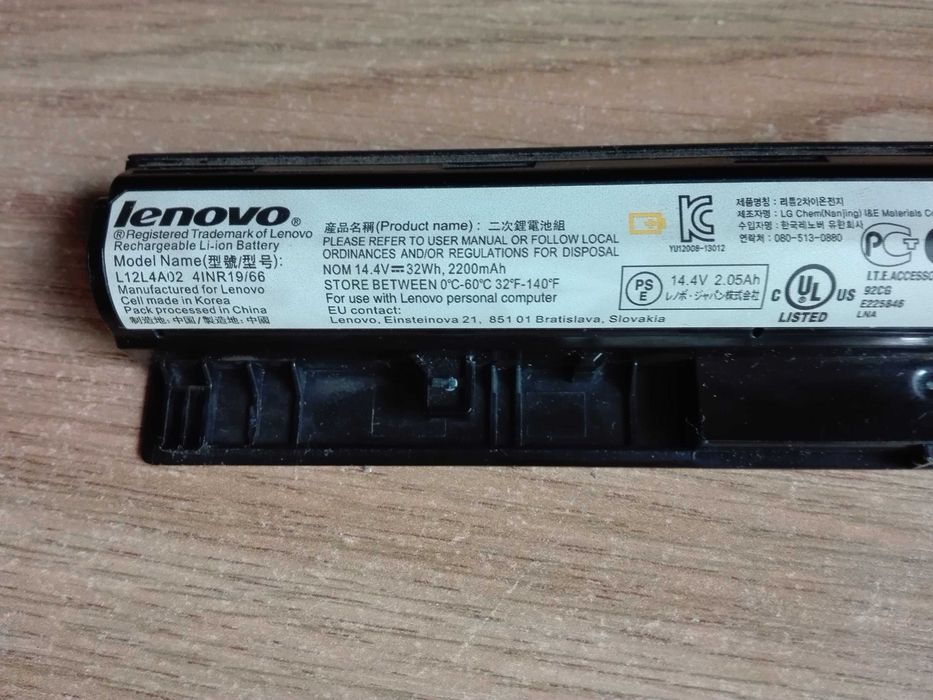 lenovo®
®Registered Trademark of Lenovo
Rechargeable Li-ion Battery
Model Name(型號/型号):
L12L4A02 4INR19/66
Manufactured for Lenovo
Cell made in Korea
Pack processed in China
制造地: 中国/製造地: 中國
產品名稱(Product name) : 二次鋰電池組
PLEASE REFER TO USER MANUAL OR FOLLOW LOCAL
ORDINANCES AND/OR REGULATIONS FOR DISPOSAL
NOM 14.4V⎓32Wh, 2200mAh
STORE BETWEEN 0℃-60℃ 32℉-140℉
For use with Lenovo personal computer
EU contact:
Lenovo, Einsteinova 21, 851 01 Bratislava, Slovakia
YU12008-13012
PS
E
14.4V 2.05Ah
レノボ・ジャパン株式会社
제품명칭 : 리튬2차이온전지
제조자명 : LG Chem(Nanjing) I&E Materials Co
수입자명 : 한국레노버 유한회사
연락처 : 080-513-0880
C UL® US
LISTED
PCT
I.T.E. ACCESSO
92CG
E225846
LNA